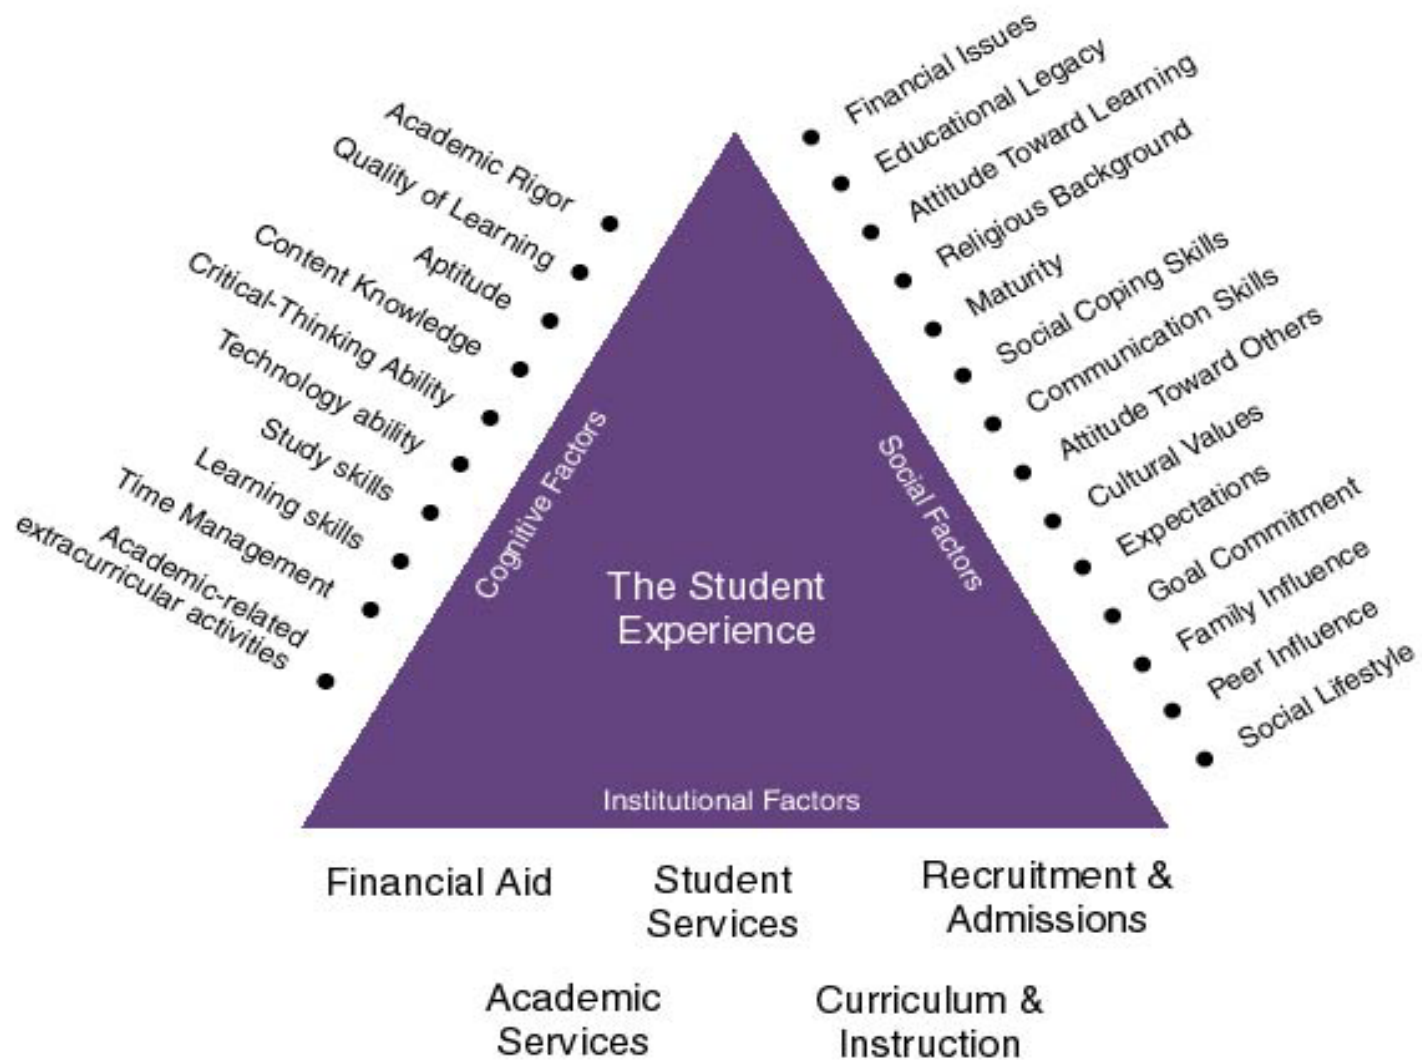 Academic Rigor
Quality of Learning
Aptitude
Content Knowledge
Critical-Thinking Ability
Technology ability
Study skills
Learning skills
Time Management
Academic-related
extracurricular activities
Financial Issues
Educational Legacy
Attitude Toward Learning
Religious Background
Maturity
Social Coping Skills
Communication Skills
Attitude Toward Others
Cultural Values
Expectations
Goal Commitment
Family Influence
Peer Influence
Social Lifestyle
Cognitive Factors
Social Factors
The Student
Experience
Institutional Factors
Financial Aid
Student
Services
Recruitment &
Admissions
Academic
Services
Curriculum &
Instruction